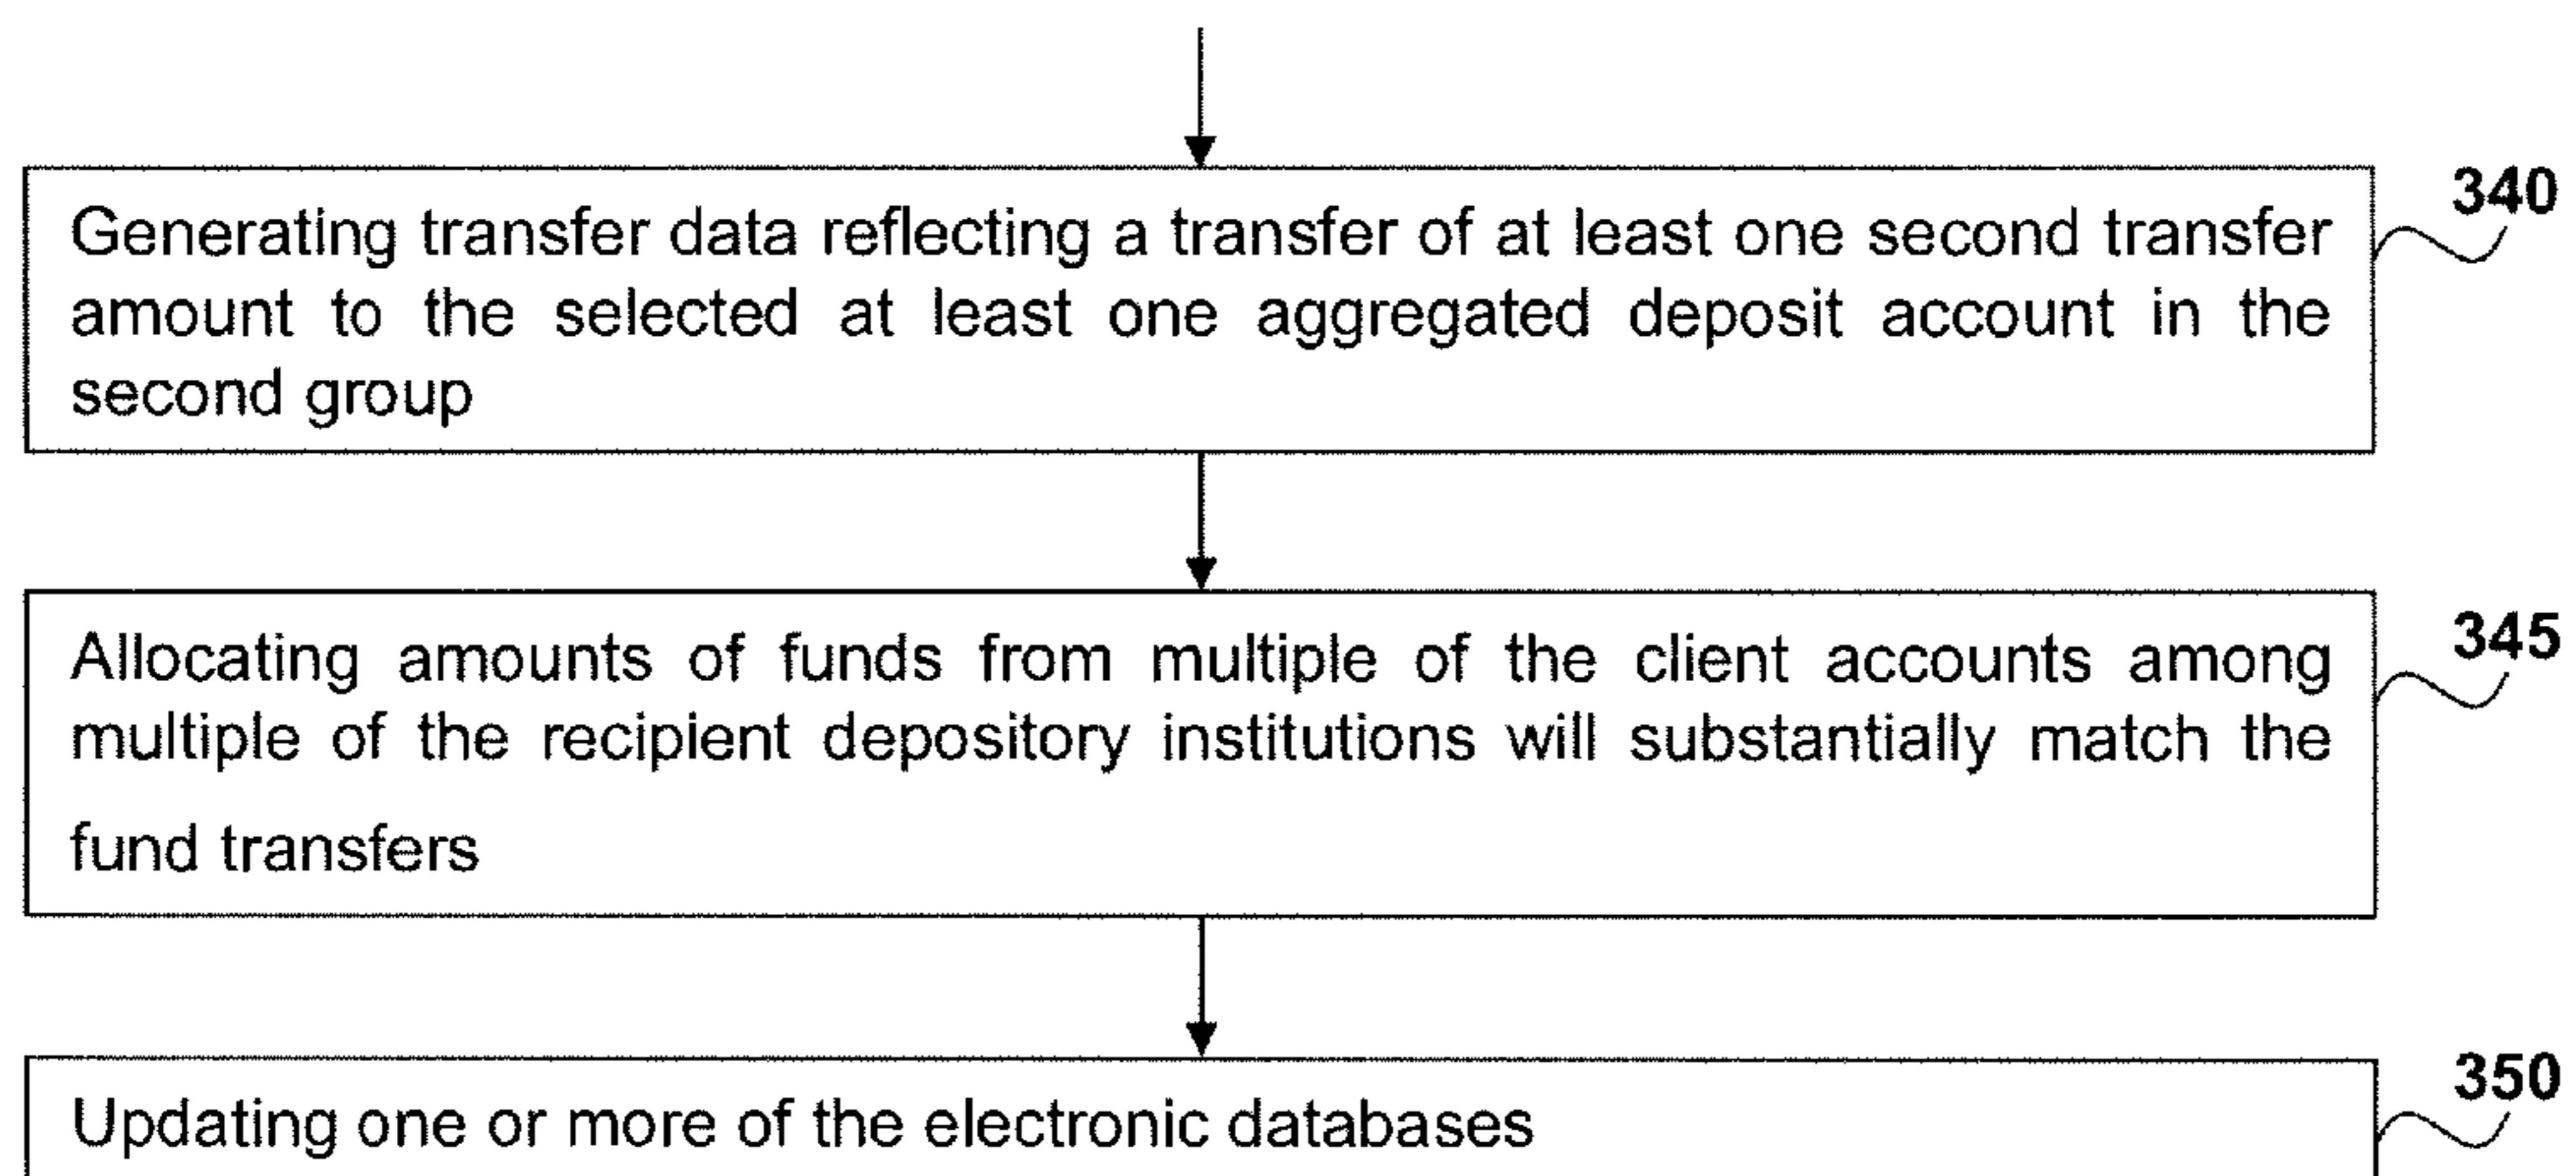 340
Generating transfer data reflecting a transfer of at least one second transfer
amount to the selected at least one aggregated deposit account in the
second group
345
Allocating amounts of funds from multiple of the client accounts among
multiple of the recipient depository institutions will substantially match the
fund transfers
350
Updating one or more of the electronic databases